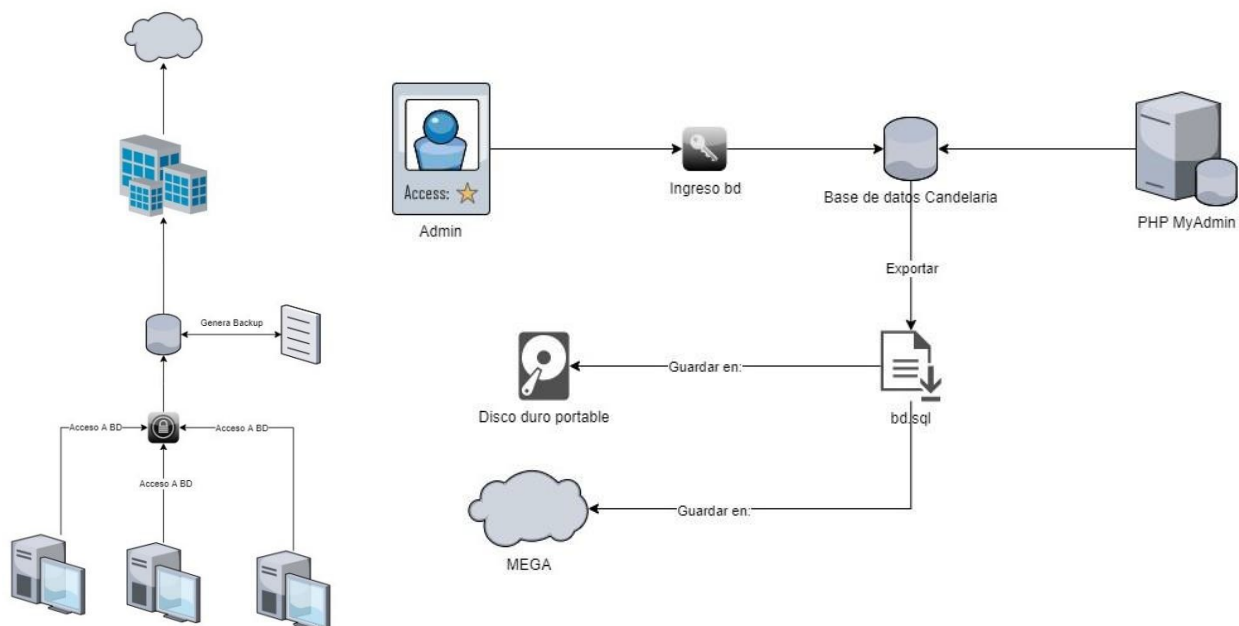 Access:
Admin
Ingreso bd
Base de datos Candelaria
PHP MyAdmin
Exportar
Genera Backup
Guardar en:
Disco duro portable
bd.sql
Acceso A BD
Acceso A BD
Acceso A BD
Guardar en:
MEGA